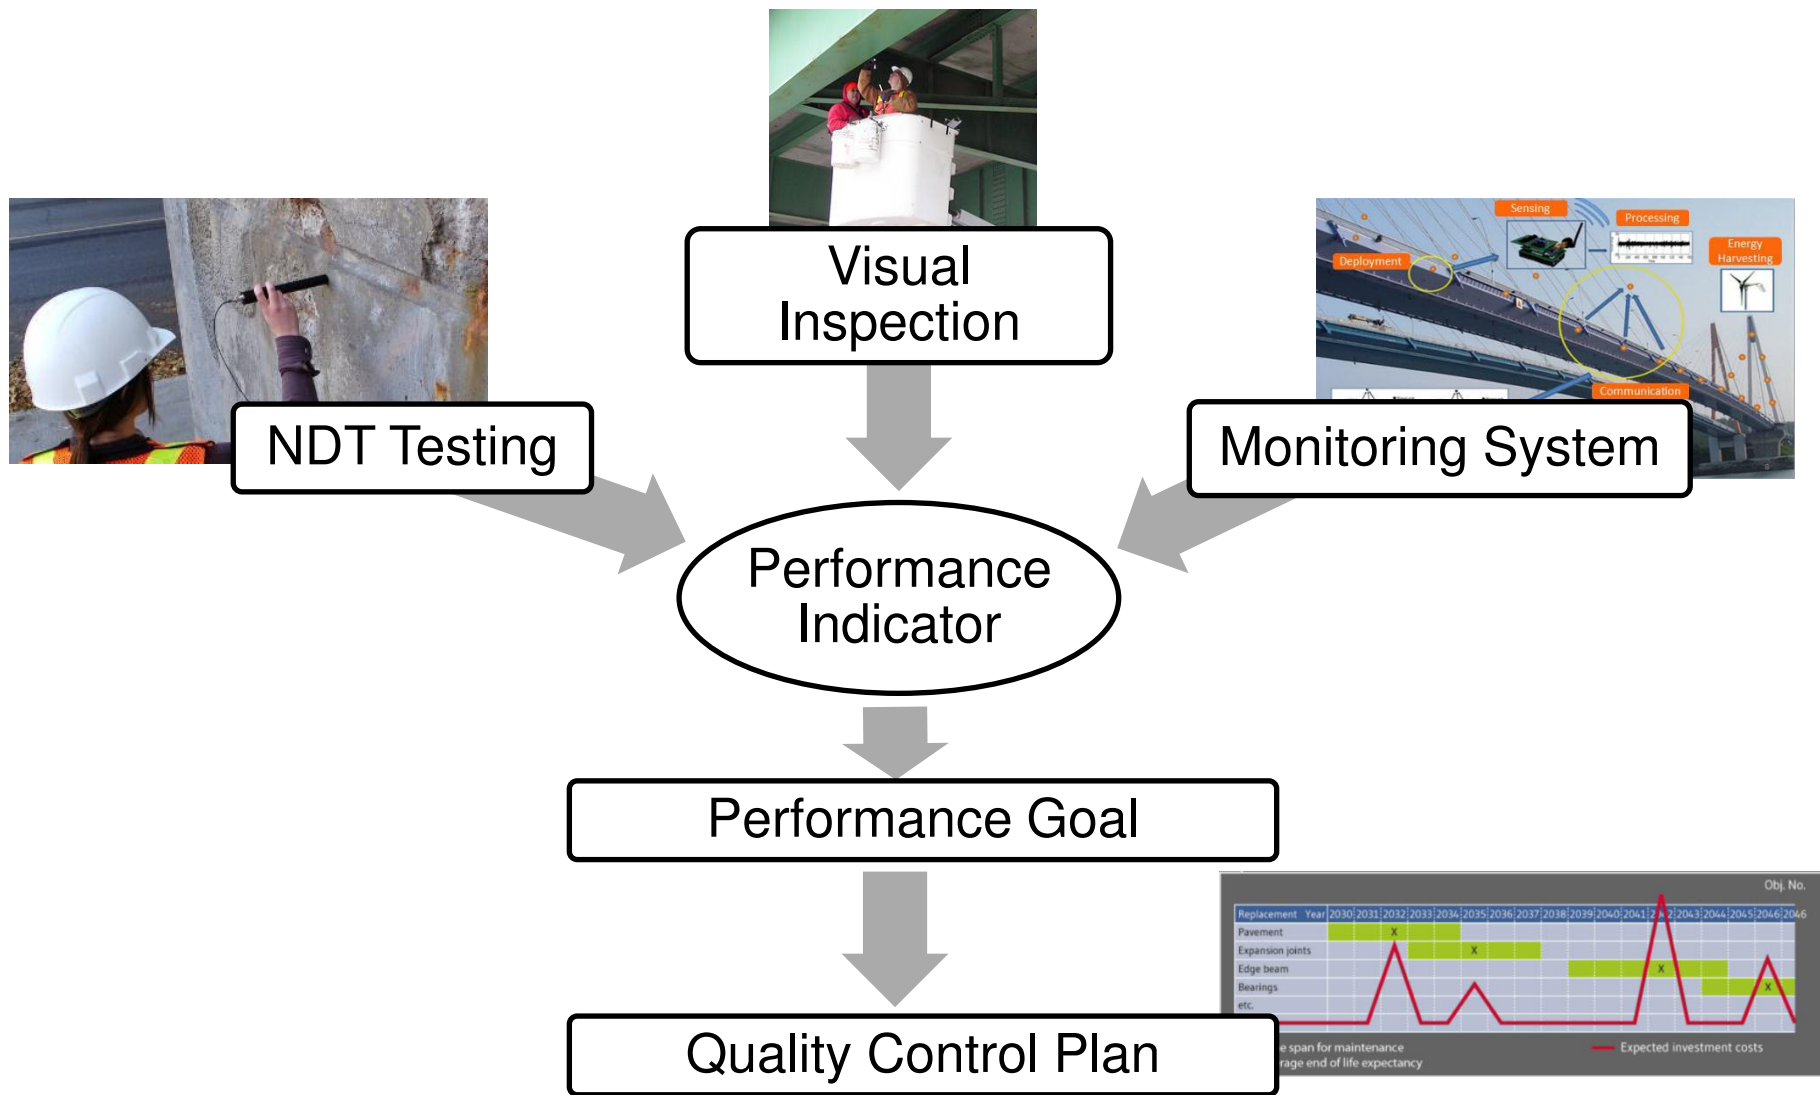 Visual
Inspection
NDT Testing
Sensing
Processing
Energy
Harvesting
Deployment
Communication
Monitoring System
Performance
Indicator
Performance Goal
Quality Control Plan
Obj. No.
Replacement Year 2030 2031 2032 2033 2034 2035 2036 2037 2038 2039 2040 2041 2043 2044 2045 2046 2046
Pavement X
Expansion joints X
Edge beam X
Bearings X
etc.
span for maintenance
end of life expectancy
Expected investment costs